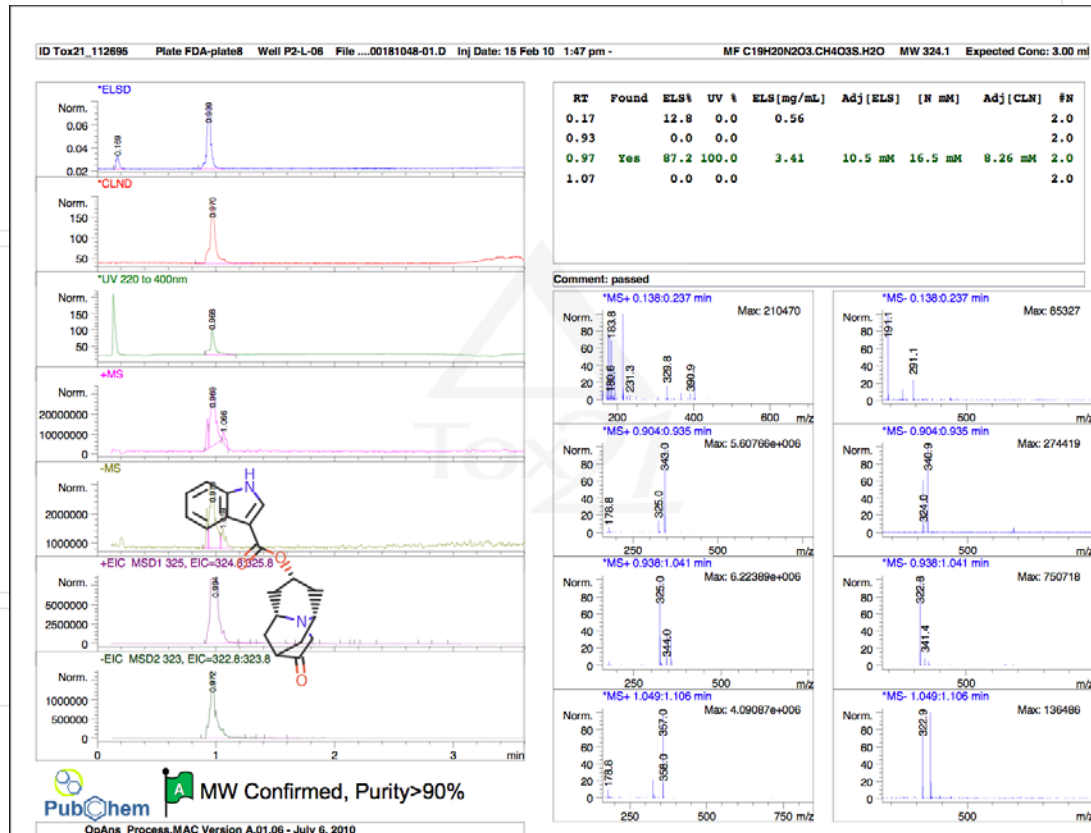 ID Tox21_112695 Plate FDA-plate8 Well P2-L-06 File ....00181048-01.D Inj Date: 15 Feb 10 1:47 pm - MF C19H20N2O3.CH4O3S.H2O MW 324.1 Expected Conc: 3.00 ml
*ELSD
Norm.
0.06
0.04
0.02
0.169
0.939
*CLND
Norm.
150
100
50
0.970
*UV 220 to 400nm
Norm.
150
100
50
0.968
+MS
Norm.
20000000
10000000
0
0.969
1.066
-MS
Norm.
2000000
1000000
H
N
O
O
N
O
+EIC MSD1 325, EIC=324.8:325.8
Norm.
5000000
2500000
0
0.994
-EIC MSD2 323, EIC=322.8:323.8
Norm.
1000000
500000
0
0.972
0 1 2 3 min
RT Found ELS% UV % ELS[mg/mL] Adj[ELS] [N mM] Adj[CLN] #N
0.17 12.8 0.0 0.56 2.0
0.93 0.0 0.0 2.0
0.97 Yes 87.2 100.0 3.41 10.5 mM 16.5 mM 8.26 mM 2.0
1.07 0.0 0.0 2.0
Comment: passed
*MS+ 0.138:0.237 min
Max: 210470
Norm.
80
60
40
20
0
183.8
180.6
231.3
329.8
390.9
200 400 600 m/z
*MS- 0.138:0.237 min
Max: 85327
Norm.
80
60
40
20
0
191.1
291.1
500 m/z
*MS+ 0.904:0.935 min
Max: 5.60766e+006
Norm.
80
60
40
20
0
178.8
325.0
343.0
250 500 m/z
*MS- 0.904:0.935 min
Max: 274419
Norm.
80
60
40
20
0
324.0
340.9
500 m/z
*MS+ 0.938:1.041 min
Max: 6.22389e+006
Norm.
80
60
40
20
0
325.0
344.0
250 500 m/z
*MS- 0.938:1.041 min
Max: 750718
Norm.
80
60
40
20
0
322.8
341.4
500 m/z
*MS+ 1.049:1.106 min
Max: 4.09087e+006
Norm.
80
60
40
20
0
178.8
357.0
358.0
250 500 750 m/z
*MS- 1.049:1.106 min
Max: 136486
Norm.
80
60
40
20
0
322.9
500 m/z
Tox21
PubChem
A
MW Confirmed, Purity>90%
OpAns_Process.MAC Version A.01.06 - July 6, 2010